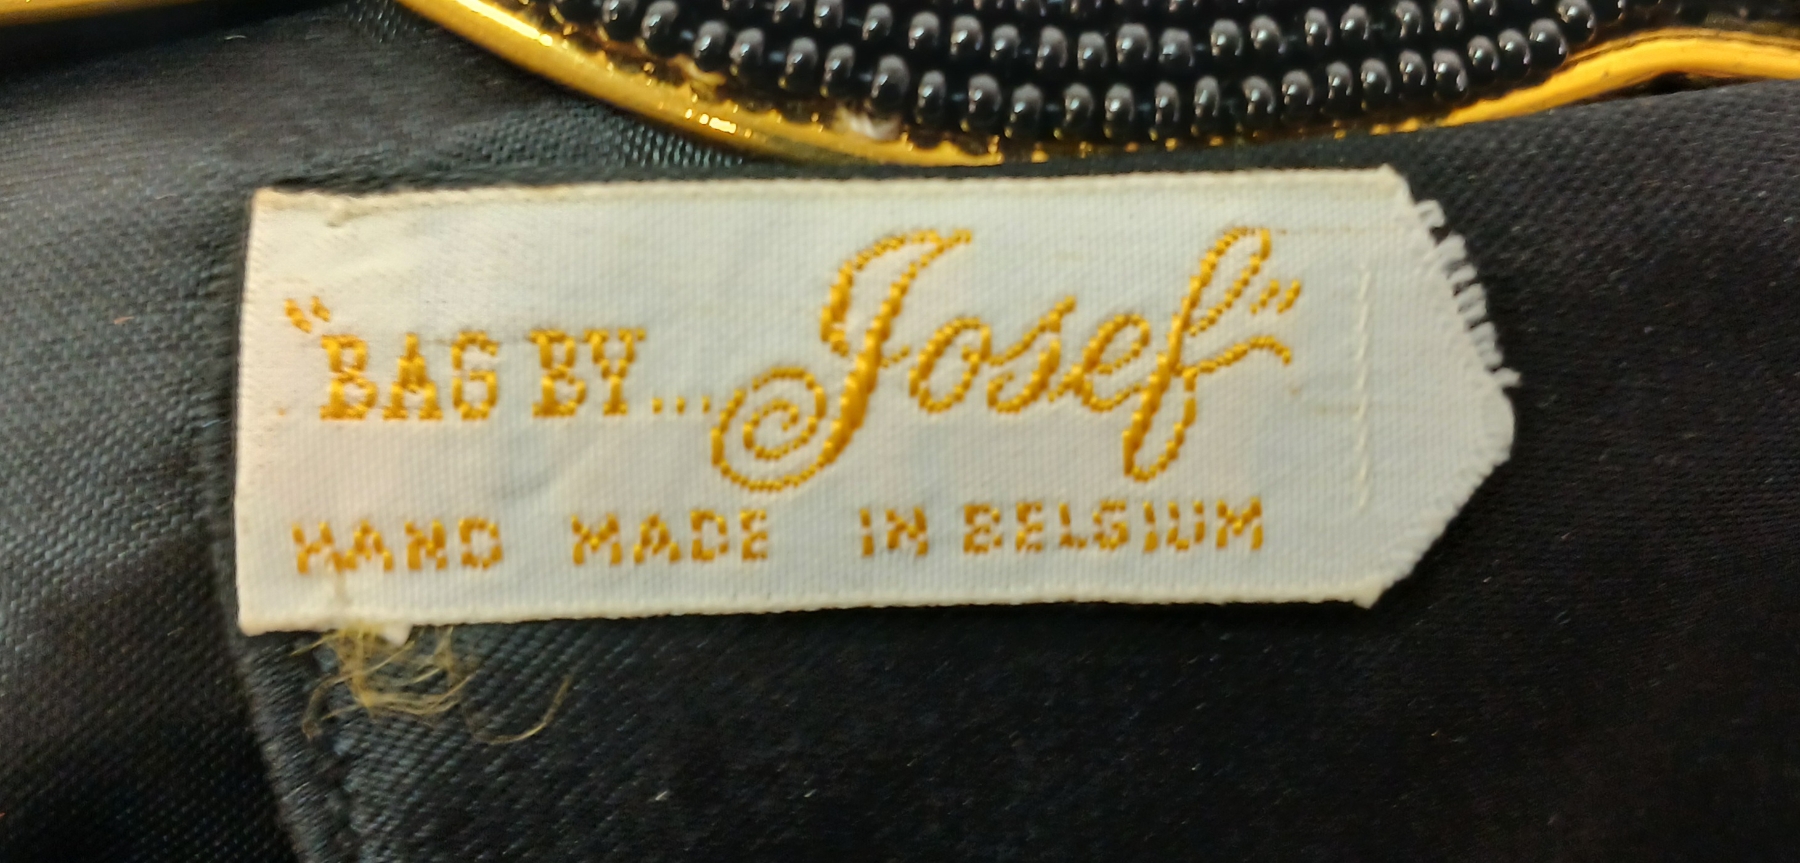 "BAG BY... Josef"
HAND MADE IN BELGIUM